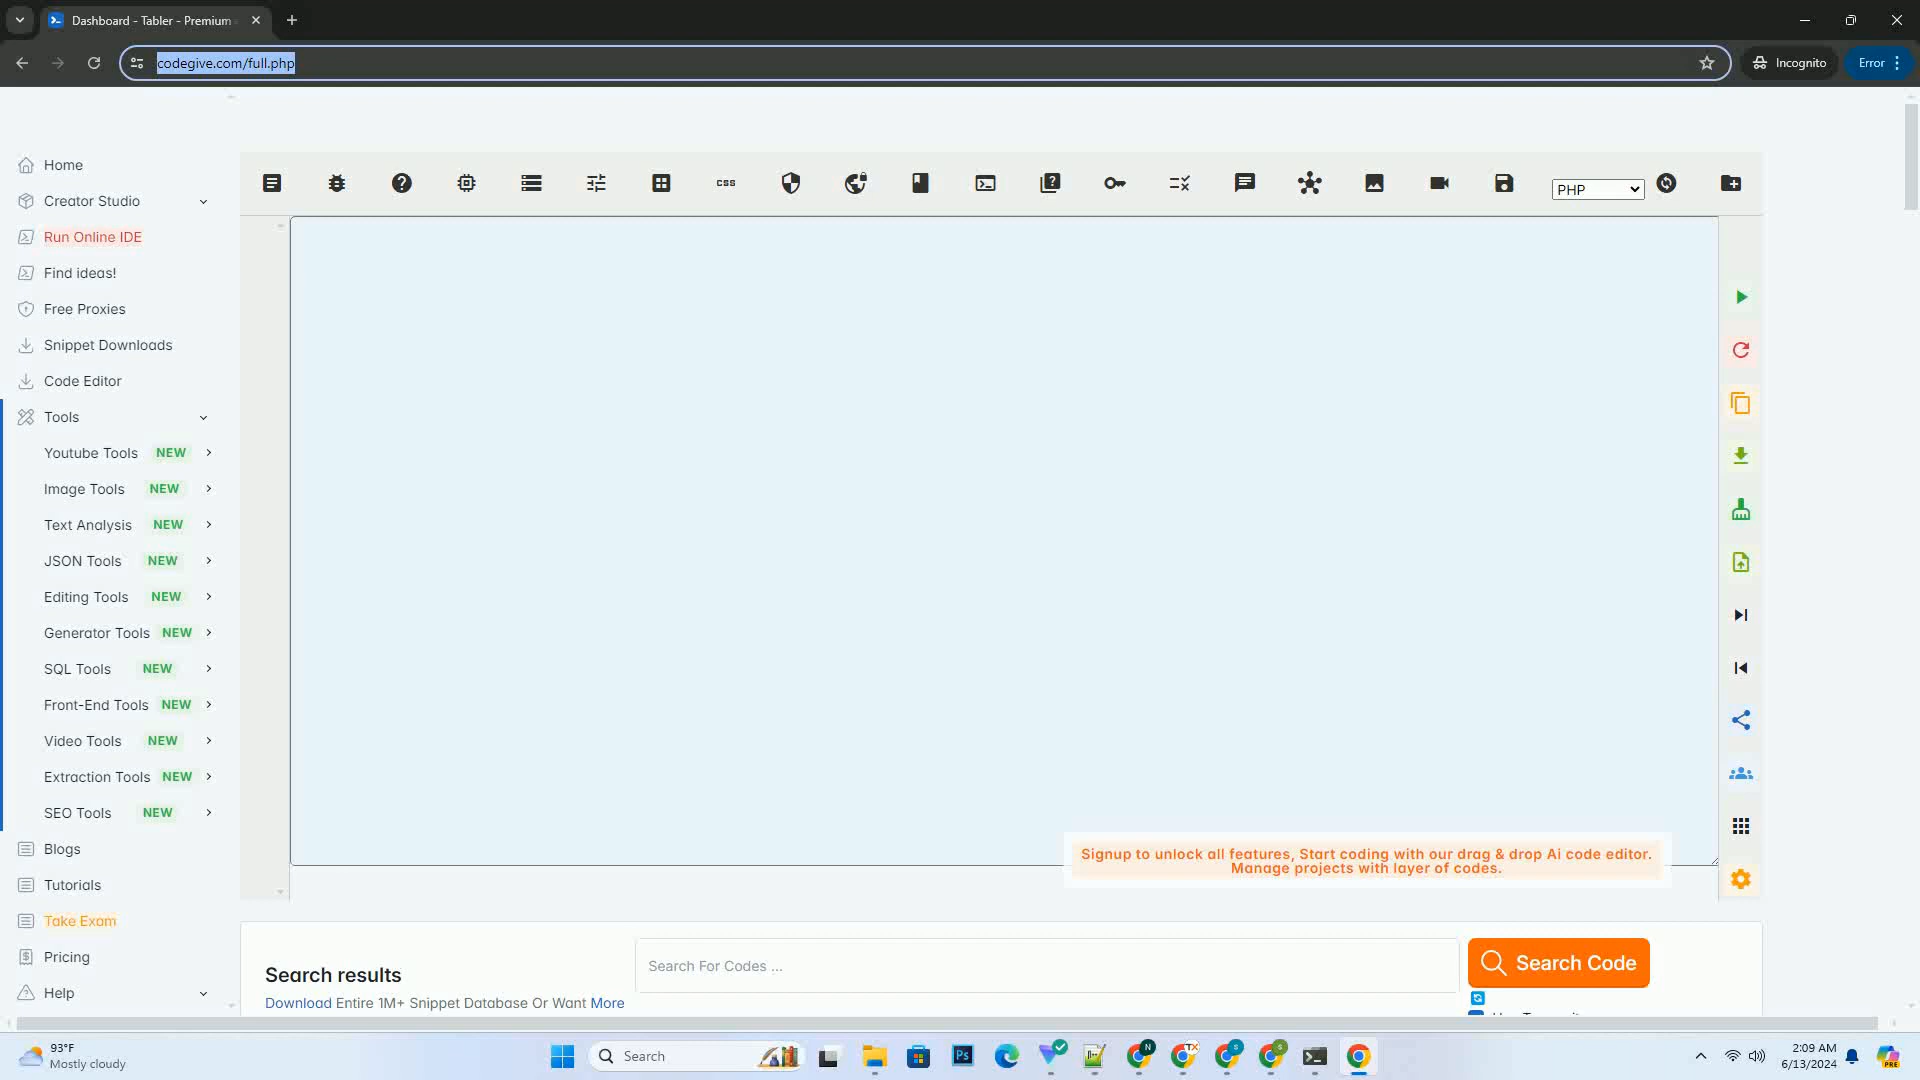 Dashboard - Tabler - Premium
codegive.com/full.php
Incognito
Error
Home
Creator Studio
Run Online IDE
Find ideas!
Free Proxies
Snippet Downloads
Code Editor
Tools
Youtube Tools NEW
Image Tools NEW
Text Analysis NEW
JSON Tools NEW
Editing Tools NEW
Generator Tools NEW
SQL Tools NEW
Front-End Tools NEW
Video Tools NEW
Extraction Tools NEW
SEO Tools NEW
Blogs
Tutorials
Take Exam
Pricing
Help
css
PHP
Signup to unlock all features, Start coding with our drag & drop Ai code editor.
Manage projects with layer of codes.
Search results
Download Entire 1M+ Snippet Database Or Want More
Search For Codes ...
Search Code
93°F
Mostly cloudy
Search
Ps
N
TX
S
S
2:09 AM
6/13/2024
PRE